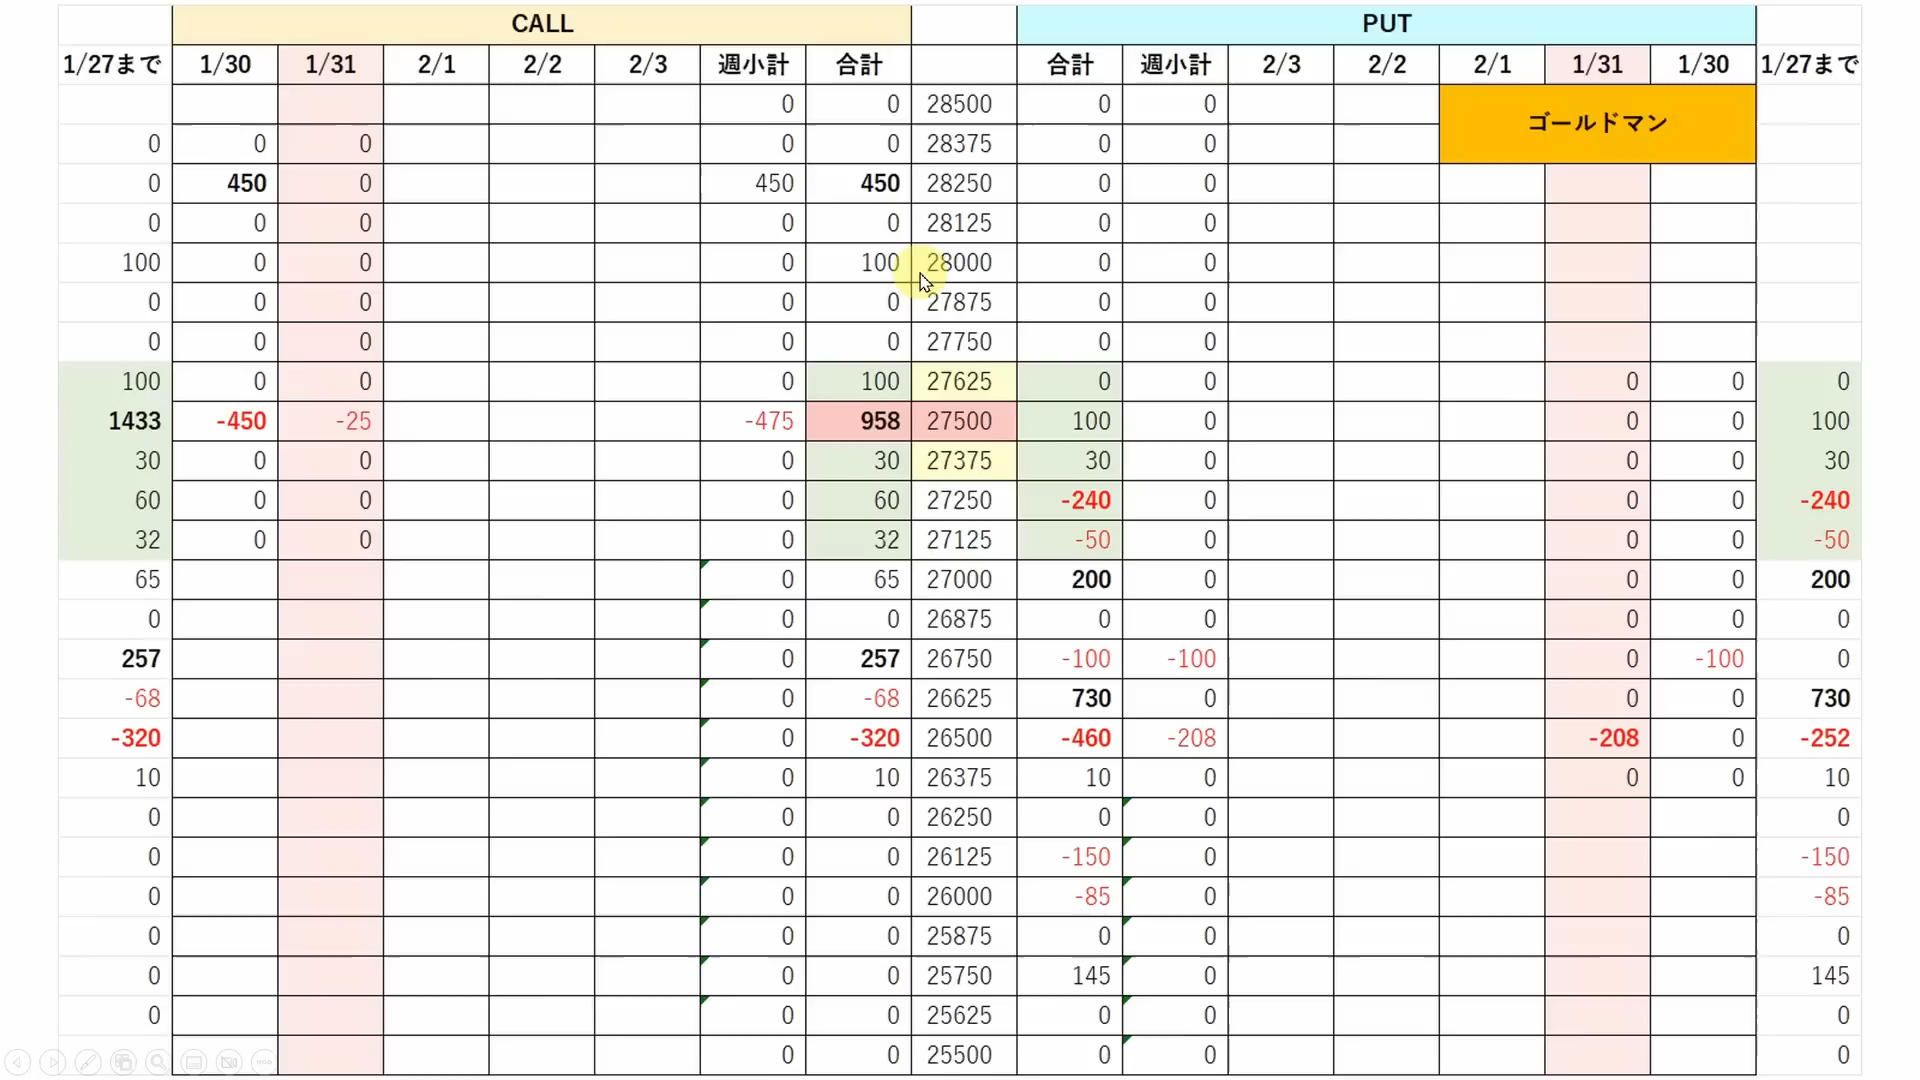 CALL PUT
1/27まで 1/30 1/31 2/1 2/2 2/3 週小計 合計 合計 週小計 2/3 2/2 2/1 1/31 1/30 1/27まで
0 0 28500 0 0
ゴールドマン
0 0 0 0 0 28375 0 0
0 450 0 450 450 28250 0 0
0 0 0 0 0 28125 0 0
100 0 0 0 100 28000 0 0
0 0 0 0 0 27875 0 0
0 0 0 0 0 27750 0 0
100 0 0 0 100 27625 0 0 0 0 0
1433 -450 -25 -475 958 27500 100 0 0 0 100
30 0 0 0 30 27375 30 0 0 0 30
60 0 0 0 60 27250 -240 0 0 0 -240
32 0 0 0 32 27125 -50 0 0 0 -50
65 0 65 27000 200 0 0 0 200
0 0 0 26875 0 0 0 0 0
257 0 257 26750 -100 -100 0 -100 0
-68 0 -68 26625 730 0 0 0 730
-320 0 -320 26500 -460 -208 -208 0 -252
10 0 10 26375 10 0 0 0 10
0 0 0 26250 0 0 0
0 0 0 26125 -150 0 -150
0 0 0 26000 -85 0 -85
0 0 0 25875 0 0 0
0 0 0 25750 145 0 145
0 0 0 25625 0 0 0
0 0 25500 0 0 0